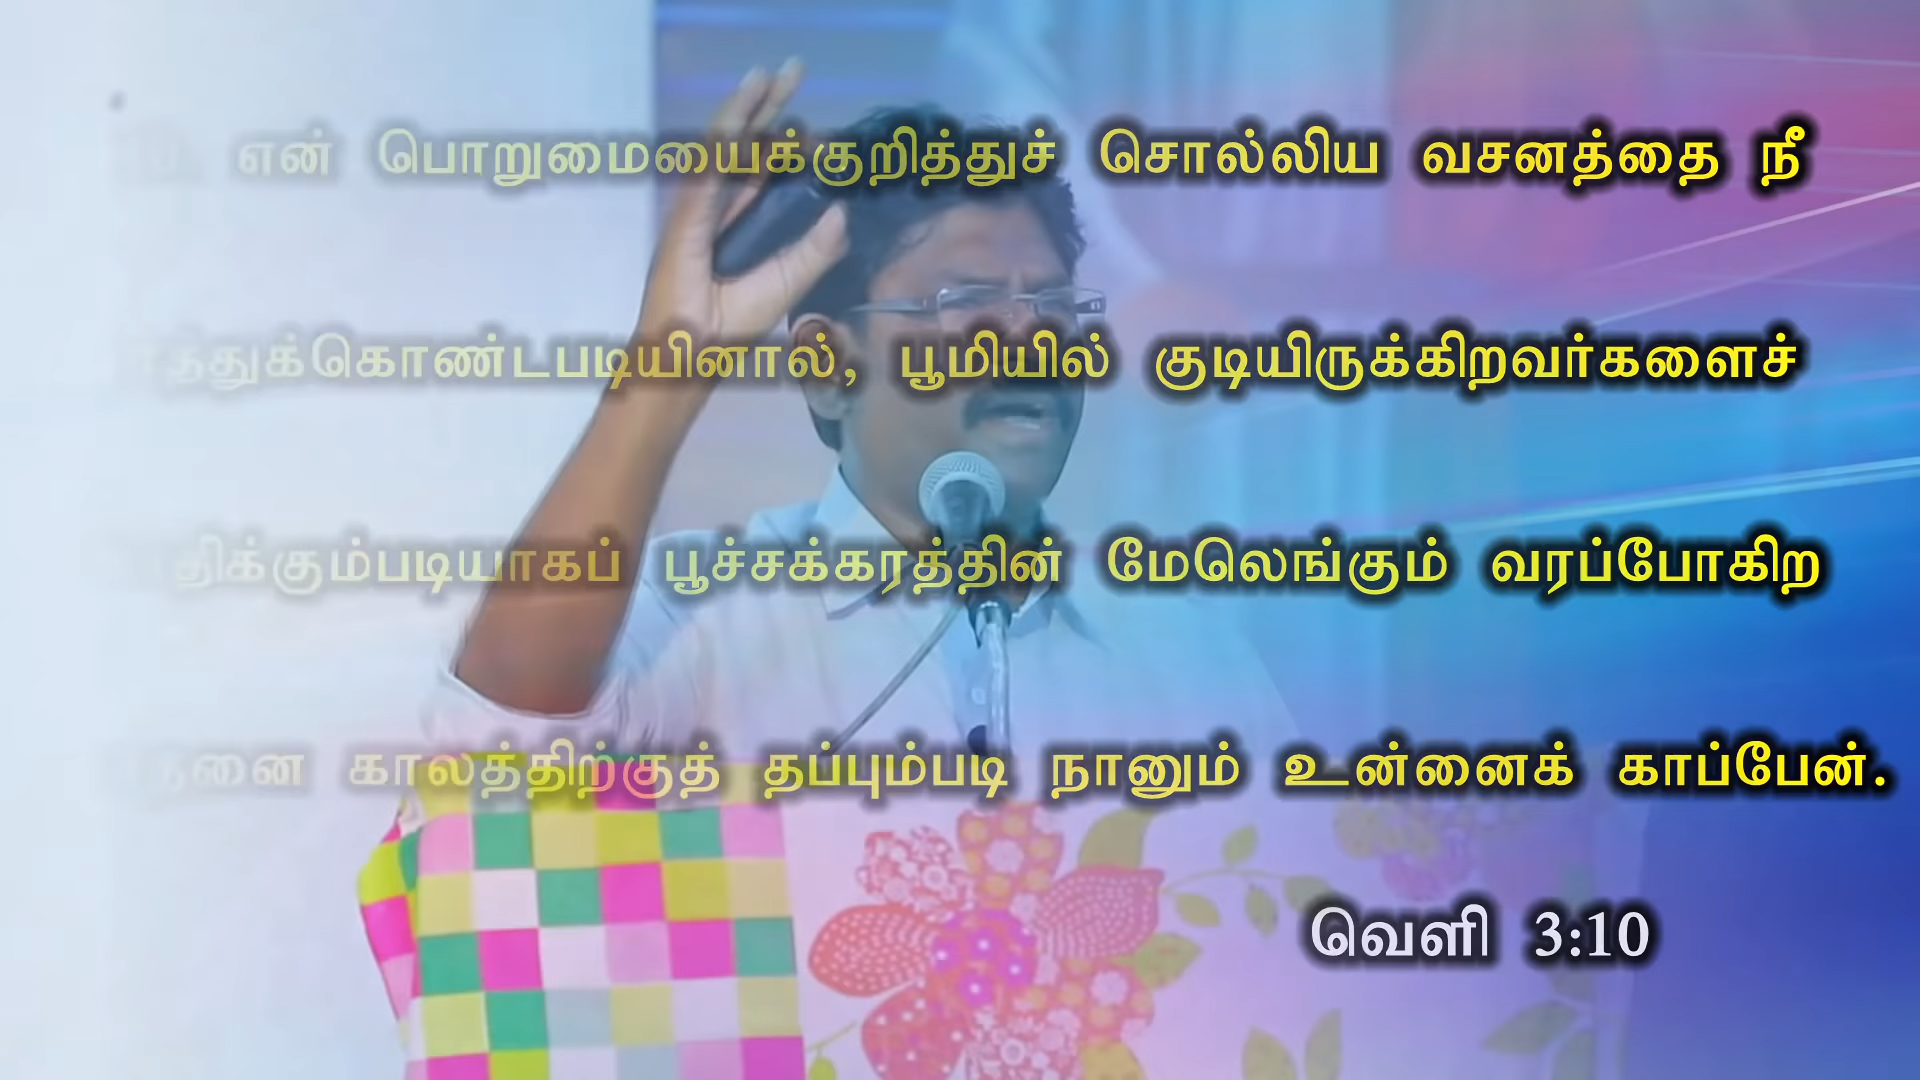 என் பொறுமையைக்குறித்துச் சொல்லிய வசனத்தை நீ
பூமியில் குடியிருக்கிறவர்களைச்
பூச்சக்கரத்தின் மேலெங்கும் வரப்போகிற
காலத்திற்குத் தப்பும்படி நானும் உன்னைக் காப்பேன்.
வெளி 3:10